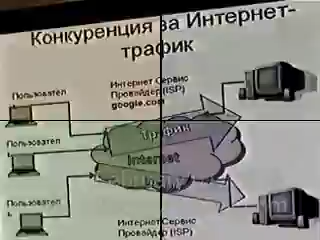 Конкуренция за Интернет-
трафик
Интернет Сервис
Провайдер (ISP)
google.com
Пользовател
Трафик
Internet
Пользовател
ь
Пользовател
ь
Интернет Сервис
Провайдер (ISP)